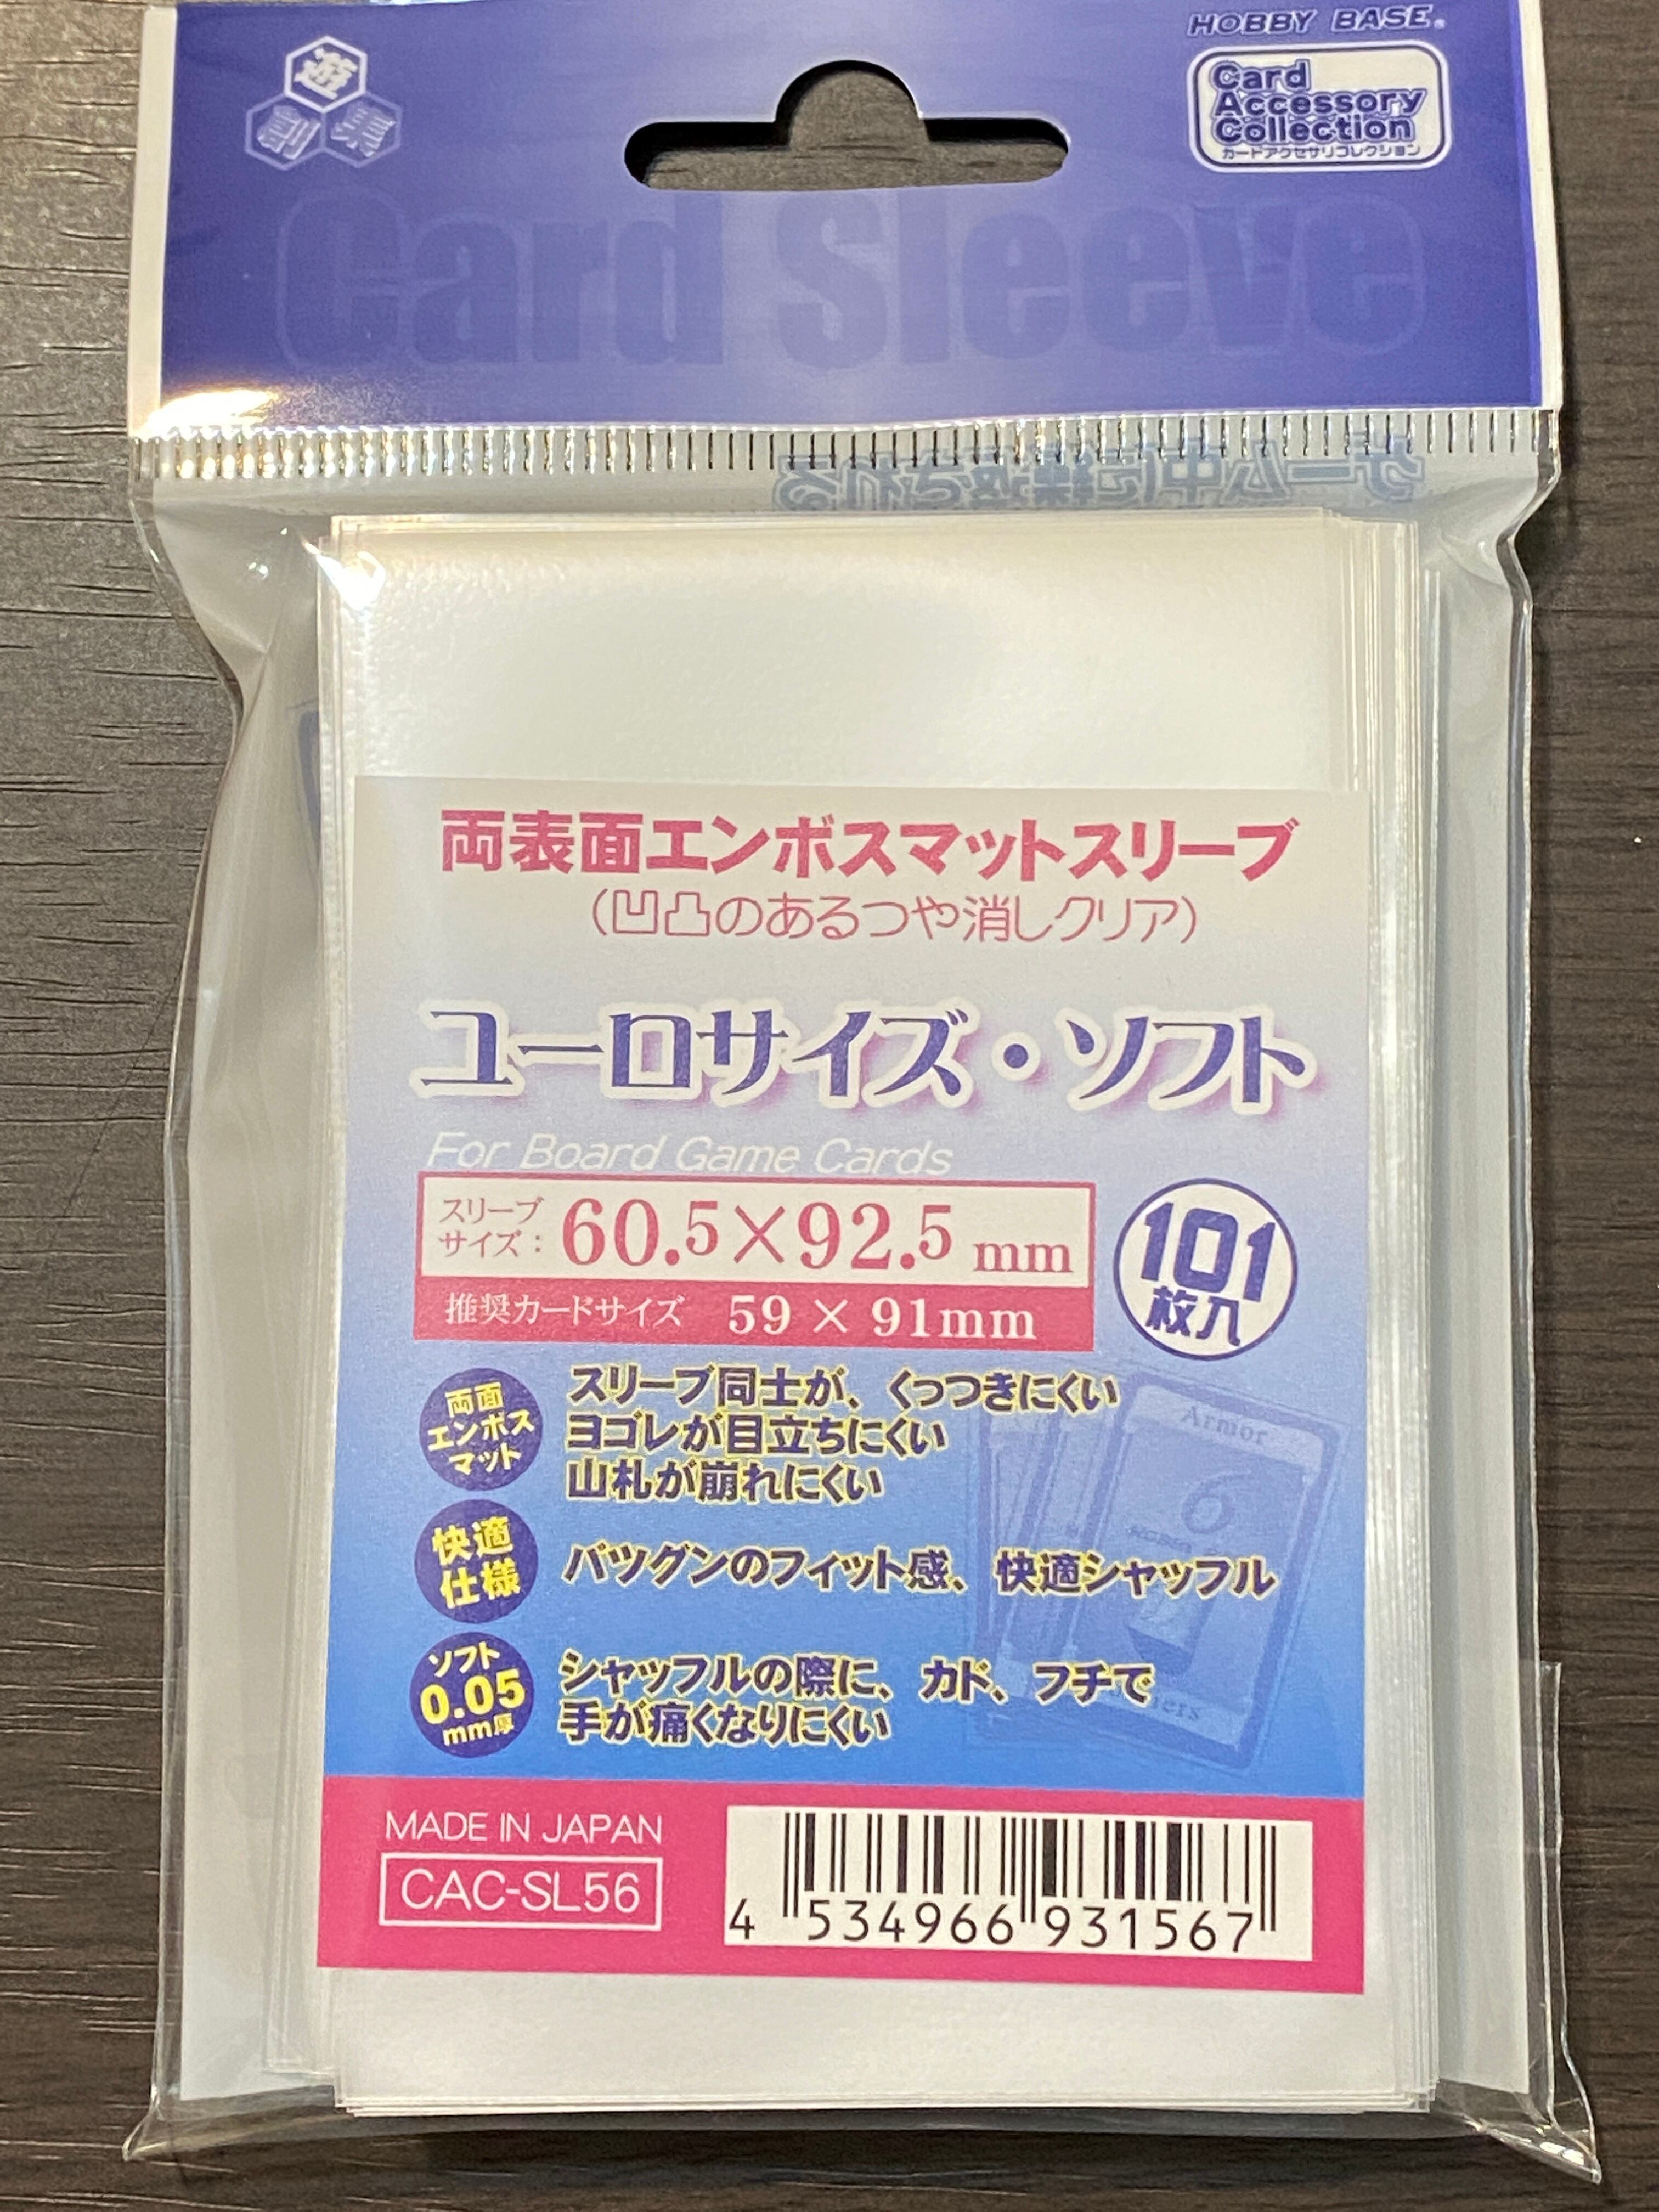 遊
HOBBY BASE
Card
Accessory
Collection
カードアクセサリコレクション
Card Sleeve
両表面エンボスマットスリーブ
(凹凸のあるつや消しクリア)
ユーロサイズ・ソフト
For Board Game Cards
スリーブ
サイズ: 60.5×92.5 mm
推奨カードサイズ 59 × 91mm
101
枚入
両面
エンボス
マット
スリーブ同士が、くっつきにくい
ヨゴレが目立ちにくい
山札が崩れにくい
快適
仕様
バツグンのフィット感、快適シャッフル
ソフト
0.05
mm厚
シャッフルの際に、カド、フチで
手が痛くなりにくい
Armor
6
MADE IN JAPAN
CAC-SL56
4 534966 931567